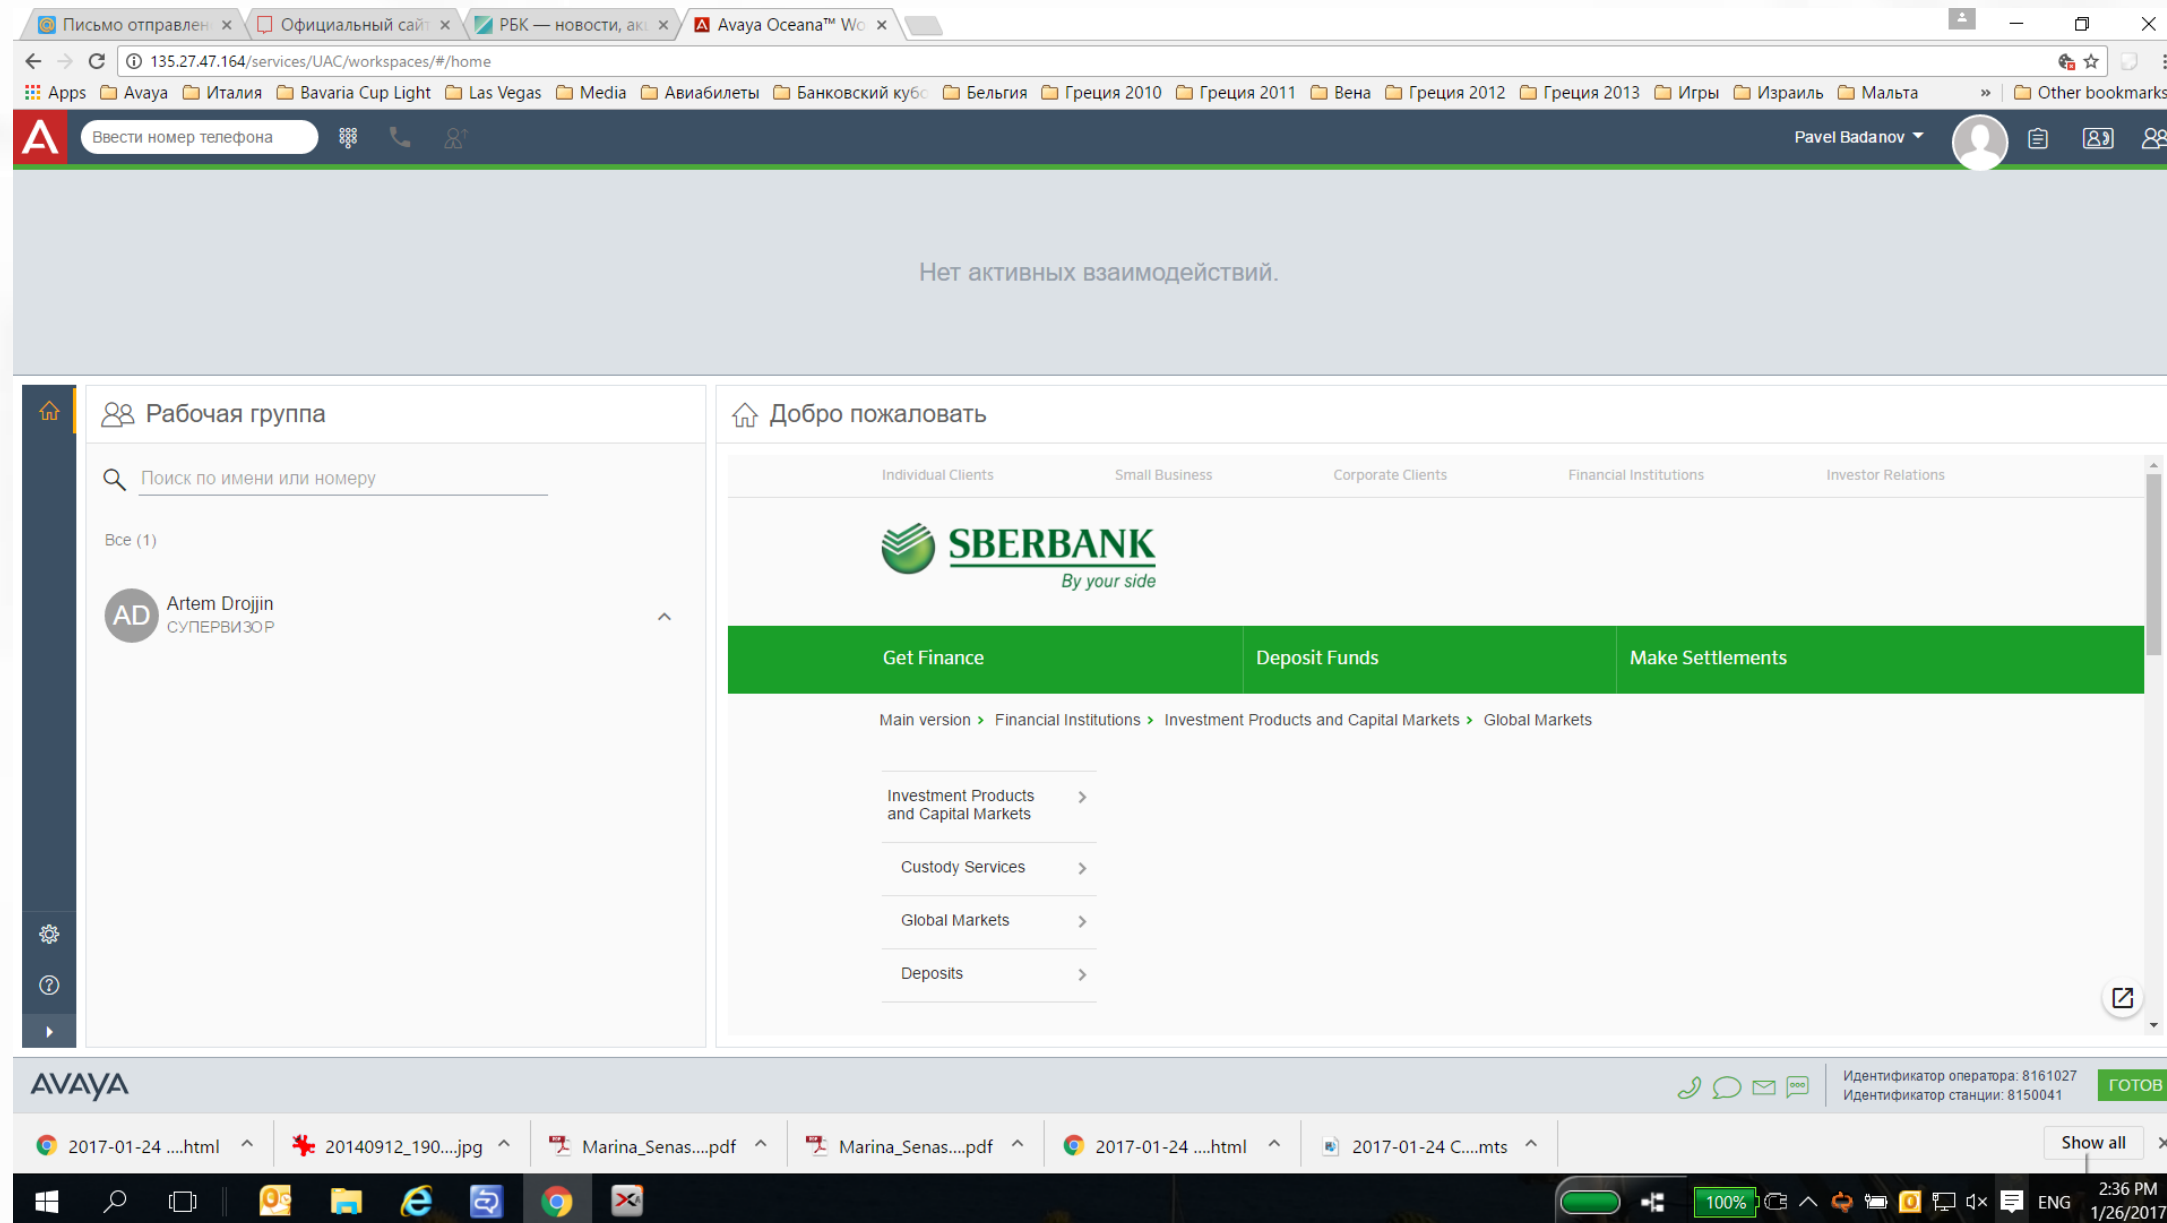 Письмо отправлен
Официальный сайт
РБК — новости, акц
Avaya Oceana™ Wo
135.27.47.164/services/UAC/workspaces/#/home
Apps Avaya Италия Bavaria Cup Light Las Vegas Media Авиабилеты Банковский кубо Бельгия Греция 2010 Греция 2011 Вена Греция 2012 Греция 2013 Игры Израиль Мальта » Other bookmarks
Ввести номер телефона
Pavel Badanov
Нет активных взаимодействий.
Рабочая группа
Поиск по имени или номеру
Все (1)
AD
Artem Drojjin
СУПЕРВИЗОР
Добро пожаловать
Individual Clients Small Business Corporate Clients Financial Institutions Investor Relations
SBERBANK
By your side
Get Finance Deposit Funds Make Settlements
Main version › Financial Institutions › Investment Products and Capital Markets › Global Markets
Investment Products
and Capital Markets
Custody Services
Global Markets
Deposits
AVAYA
Идентификатор оператора: 8161027
Идентификатор станции: 8150041
ГОТОВ
2017-01-24 ....html
20140912_190....jpg
Marina_Senas....pdf
Marina_Senas....pdf
2017-01-24 ....html
2017-01-24 C....mts
Show all
100%
ENG
2:36 PM
1/26/2017